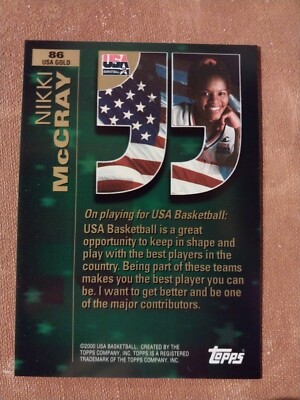 86
USA GOLD
NIKKI
McCRAY
USA
BASKETBALL
On playing for USA Basketball:
USA Basketball is a great
opportunity to keep in shape and
play with the best players in the
country. Being part of these teams
makes you the best player you can
be. I want to get better and be one
of the major contributors.
©2000 USA BASKETBALL. CREATED BY THE
TOPPS COMPANY, INC. TOPPS IS A REGISTERED
TRADEMARK OF THE TOPPS COMPANY, INC.
TOPPS